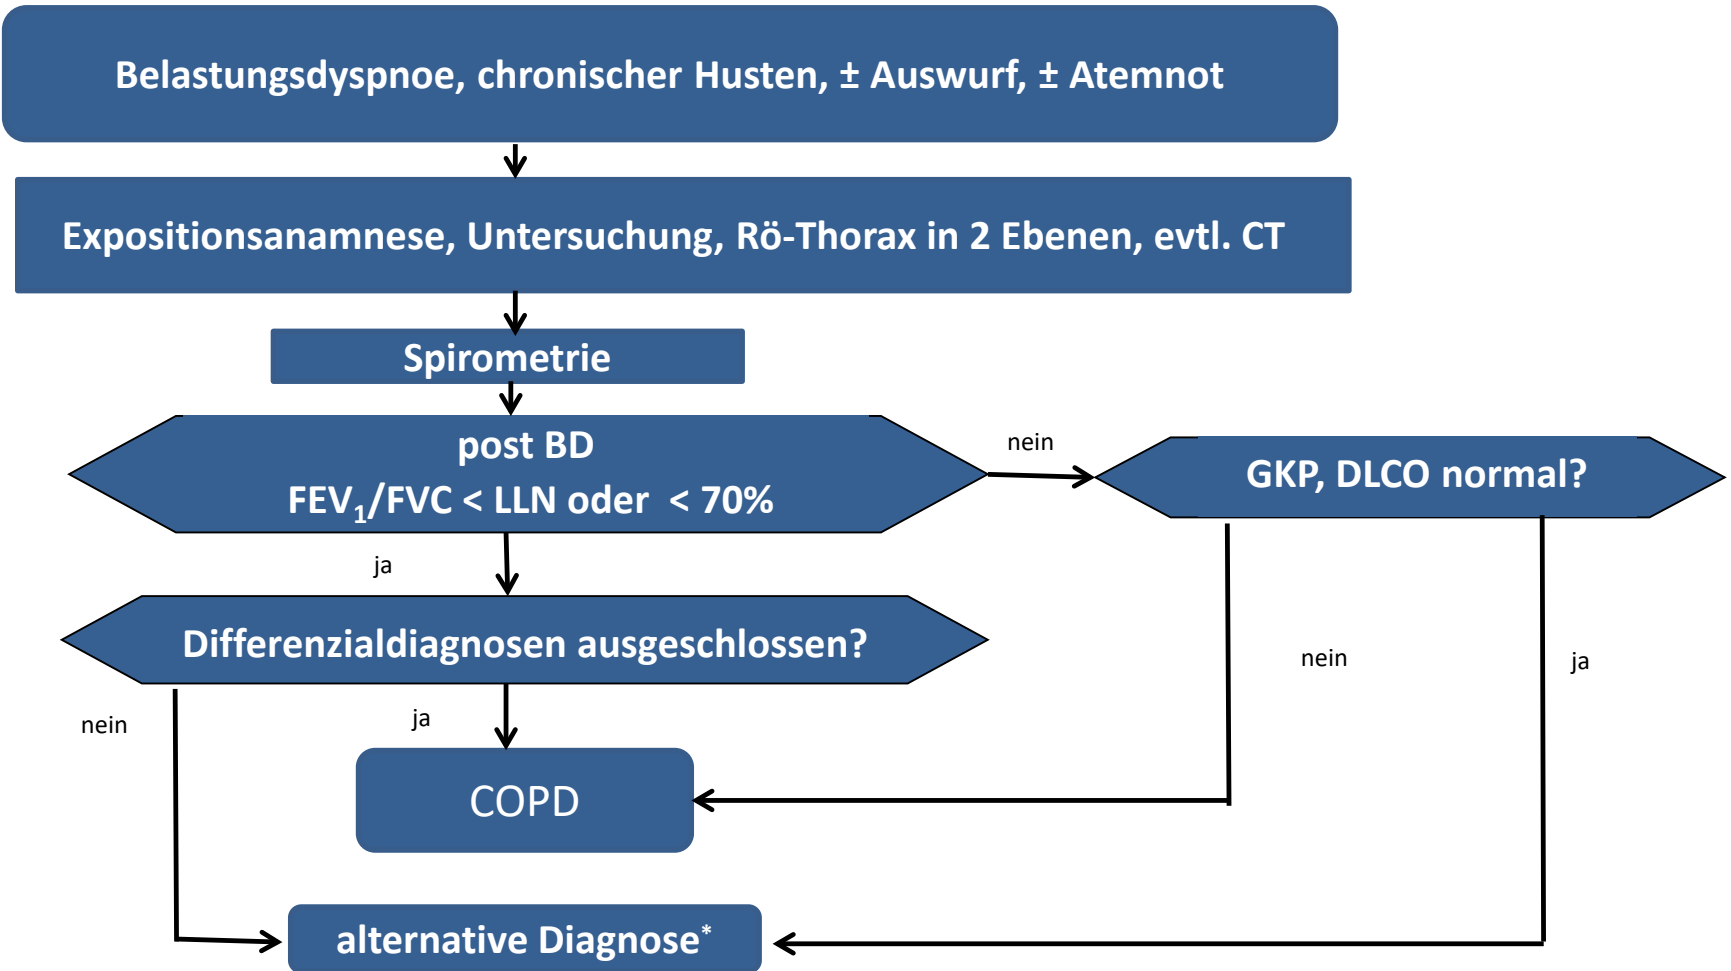 Belastungsdyspnoe, chronischer Husten, ± Auswurf, ± Atemnot
Expositionsanamnese, Untersuchung, Rö-Thorax in 2 Ebenen, evtl. CT
Spirometrie
post BD
FEV₁/FVC < LLN oder < 70%
nein
GKP, DLCO normal?
ja
Differenzialdiagnosen ausgeschlossen?
nein
ja
nein
ja
COPD
alternative Diagnose*